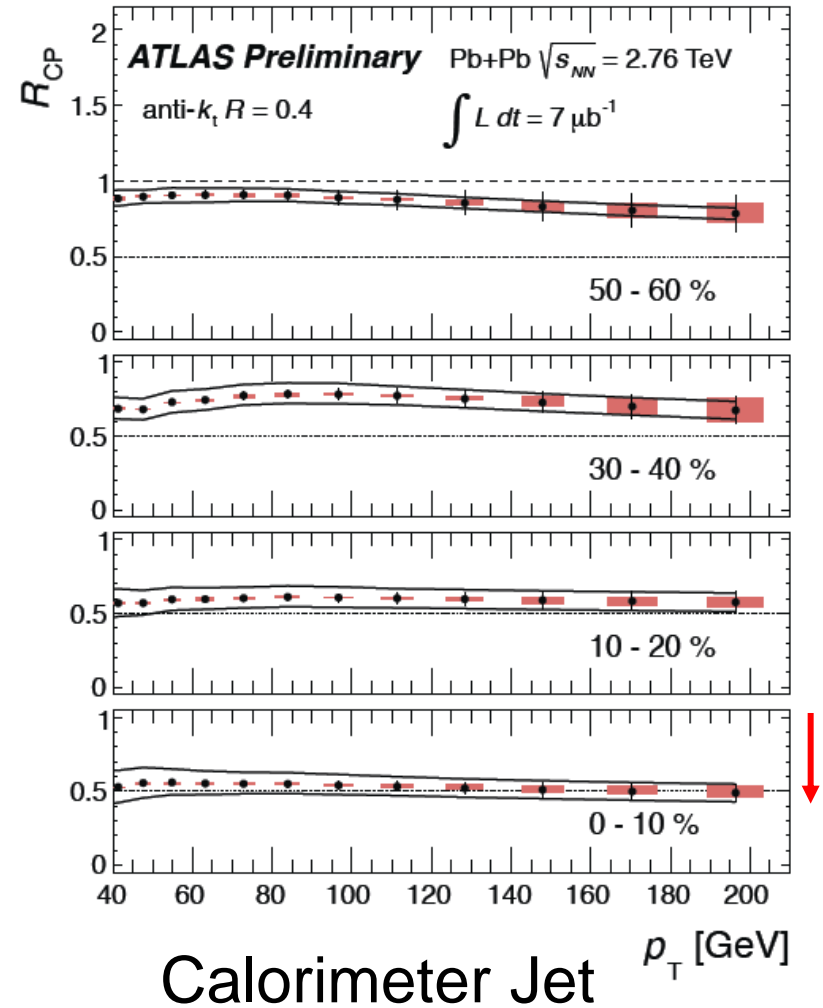 R_CP
2
1.5
1
0.5
0
ATLAS Preliminary Pb+Pb √s_NN = 2.76 TeV
anti-k_t R = 0.4 ∫ L dt = 7 μb^-1
50 - 60 %
1
0.5
0
30 - 40 %
1
0.5
0
10 - 20 %
1
0.5
0
0 - 10 %
40 60 80 100 120 140 160 180 200
p_T [GeV]
Calorimeter Jet